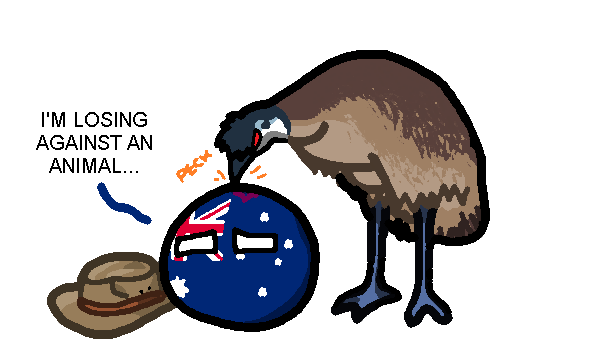 I'M LOSING
AGAINST AN
ANIMAL...
PECK